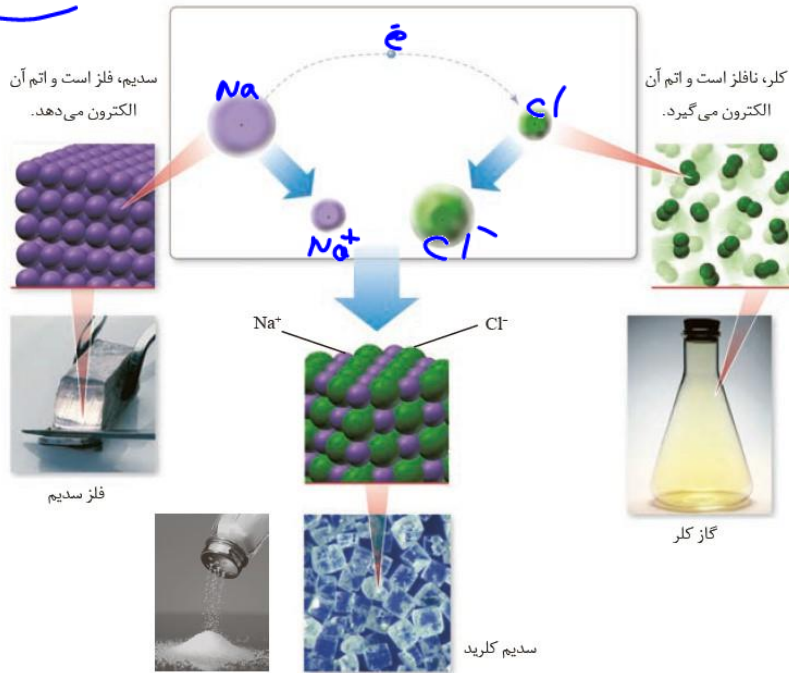 ē
سدیم، فلز است و اتم آن
الکترون می‌دهد.
Na
Cl
کلر، نافلز است و اتم آن
الکترون می‌گیرد.
Na⁺
Cl⁻
Na⁺
Cl⁻
فلز سدیم
گاز کلر
سدیم کلرید